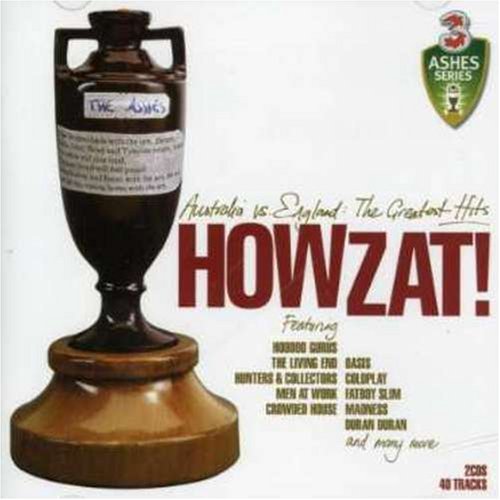 3
ASHES
SERIES
THE ASHES
Australia vs England: The Greatest Hits
HOWZAT!
Featuring
HOODOO GURUS
THE LIVING END
HUNTERS & COLLECTORS
MEN AT WORK
CROWDED HOUSE
OASIS
COLDPLAY
FATBOY SLIM
MADNESS
DURAN DURAN
and many more
2CDS
40 TRACKS